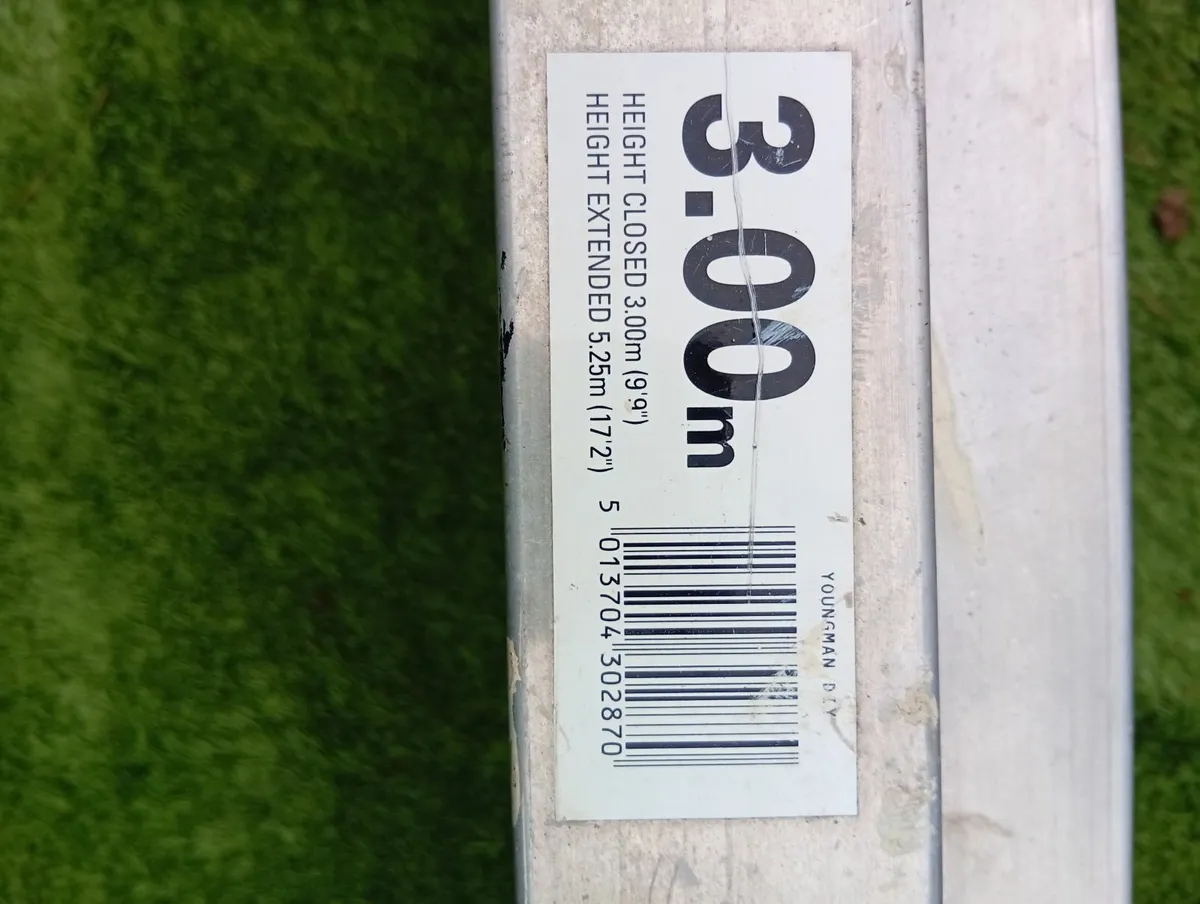 YOUNGMAN DIY
3.00m
HEIGHT CLOSED 3.00m (9'9")
HEIGHT EXTENDED 5.25m (17'2")
5 013704 302870